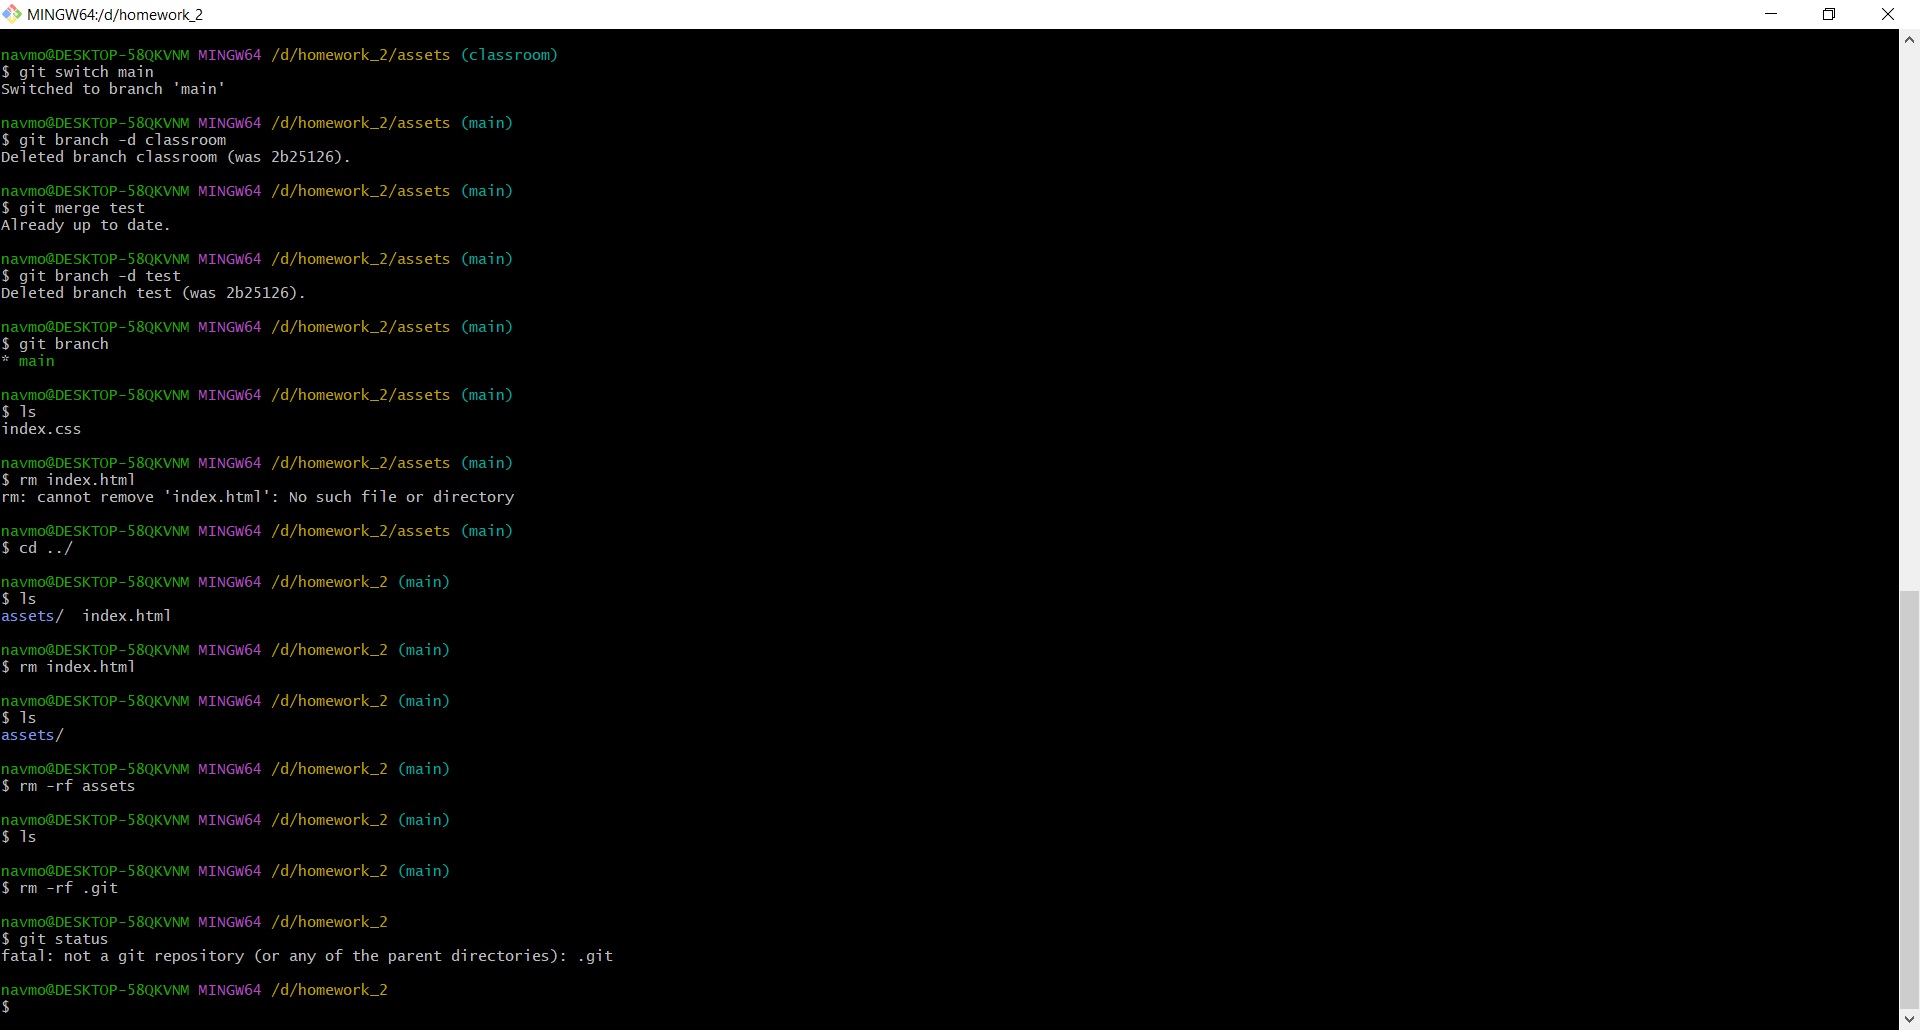 MINGW64:/d/homework_2
navmo@DESKTOP-58QKVNM MINGW64 /d/homework_2/assets (classroom)
$ git switch main
Switched to branch 'main'
navmo@DESKTOP-58QKVNM MINGW64 /d/homework_2/assets (main)
$ git branch -d classroom
Deleted branch classroom (was 2b25126).
navmo@DESKTOP-58QKVNM MINGW64 /d/homework_2/assets (main)
$ git merge test
Already up to date.
navmo@DESKTOP-58QKVNM MINGW64 /d/homework_2/assets (main)
$ git branch -d test
Deleted branch test (was 2b25126).
navmo@DESKTOP-58QKVNM MINGW64 /d/homework_2/assets (main)
$ git branch
* main
navmo@DESKTOP-58QKVNM MINGW64 /d/homework_2/assets (main)
$ ls
index.css
navmo@DESKTOP-58QKVNM MINGW64 /d/homework_2/assets (main)
$ rm index.html
rm: cannot remove 'index.html': No such file or directory
navmo@DESKTOP-58QKVNM MINGW64 /d/homework_2/assets (main)
$ cd ../
navmo@DESKTOP-58QKVNM MINGW64 /d/homework_2 (main)
$ ls
assets/  index.html
navmo@DESKTOP-58QKVNM MINGW64 /d/homework_2 (main)
$ rm index.html
navmo@DESKTOP-58QKVNM MINGW64 /d/homework_2 (main)
$ ls
assets/
navmo@DESKTOP-58QKVNM MINGW64 /d/homework_2 (main)
$ rm -rf assets
navmo@DESKTOP-58QKVNM MINGW64 /d/homework_2 (main)
$ ls
navmo@DESKTOP-58QKVNM MINGW64 /d/homework_2 (main)
$ rm -rf .git
navmo@DESKTOP-58QKVNM MINGW64 /d/homework_2
$ git status
fatal: not a git repository (or any of the parent directories): .git
navmo@DESKTOP-58QKVNM MINGW64 /d/homework_2
$